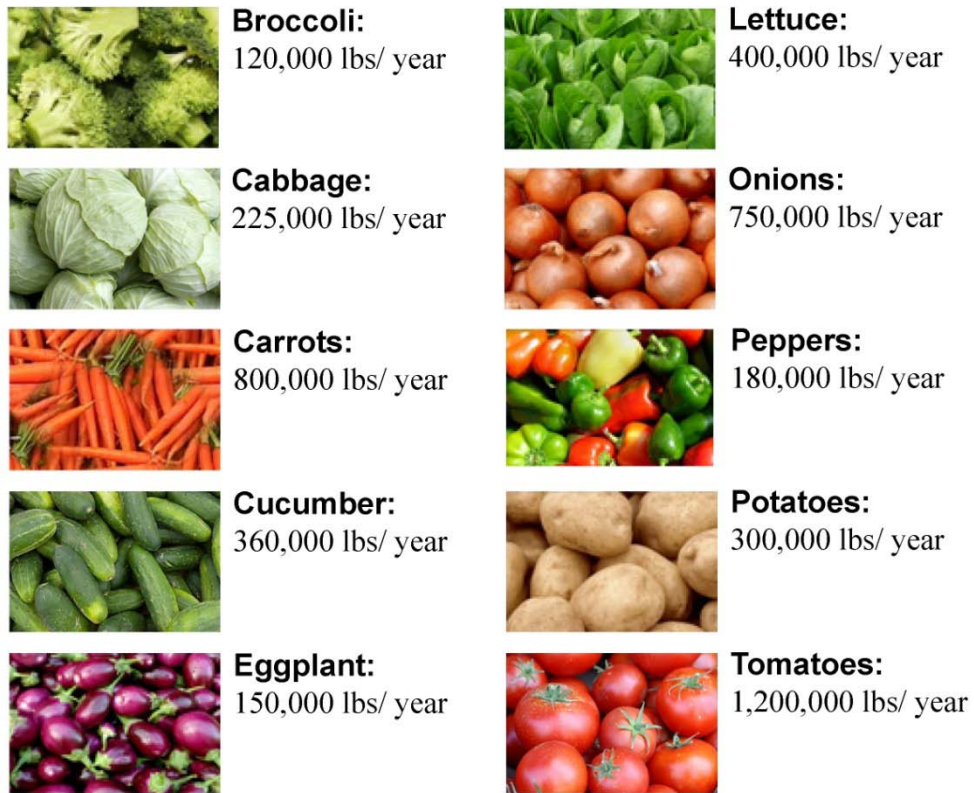 Broccoli:
120,000 lbs/ year
Cabbage:
225,000 lbs/ year
Carrots:
800,000 lbs/ year
Cucumber:
360,000 lbs/ year
Eggplant:
150,000 lbs/ year
Lettuce:
400,000 lbs/ year
Onions:
750,000 lbs/ year
Peppers:
180,000 lbs/ year
Potatoes:
300,000 lbs/ year
Tomatoes:
1,200,000 lbs/ year